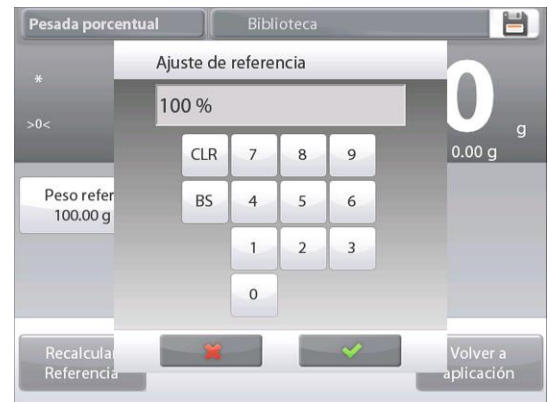 Pesada porcentual
Biblioteca
Ajuste de referencia
*
>0<
100 %
0
g
0.00 g
CLR 7 8 9
Peso refer
100.00 g
BS 4 5 6
1 2 3
0
Recalcula
Referencia
Volver a
aplicación